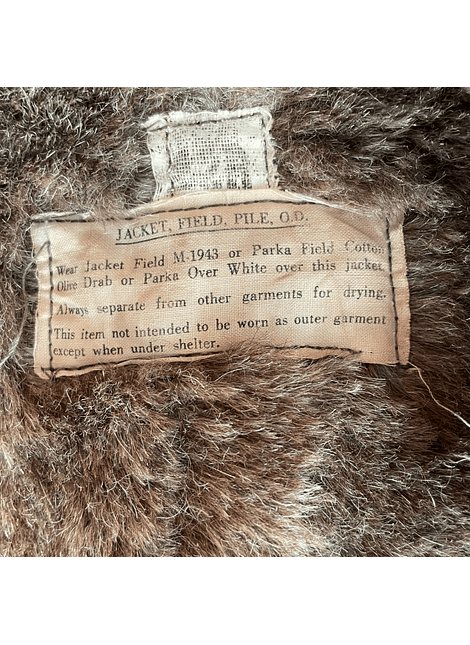 JACKET, FIELD, PILE, O.D.
Wear Jacket Field M-1943 or Parka Field Cotton
Olive Drab or Parka Over White over this jacket.
Always separate from other garments for drying.
This item not intended to be worn as outer garment
except when under shelter.